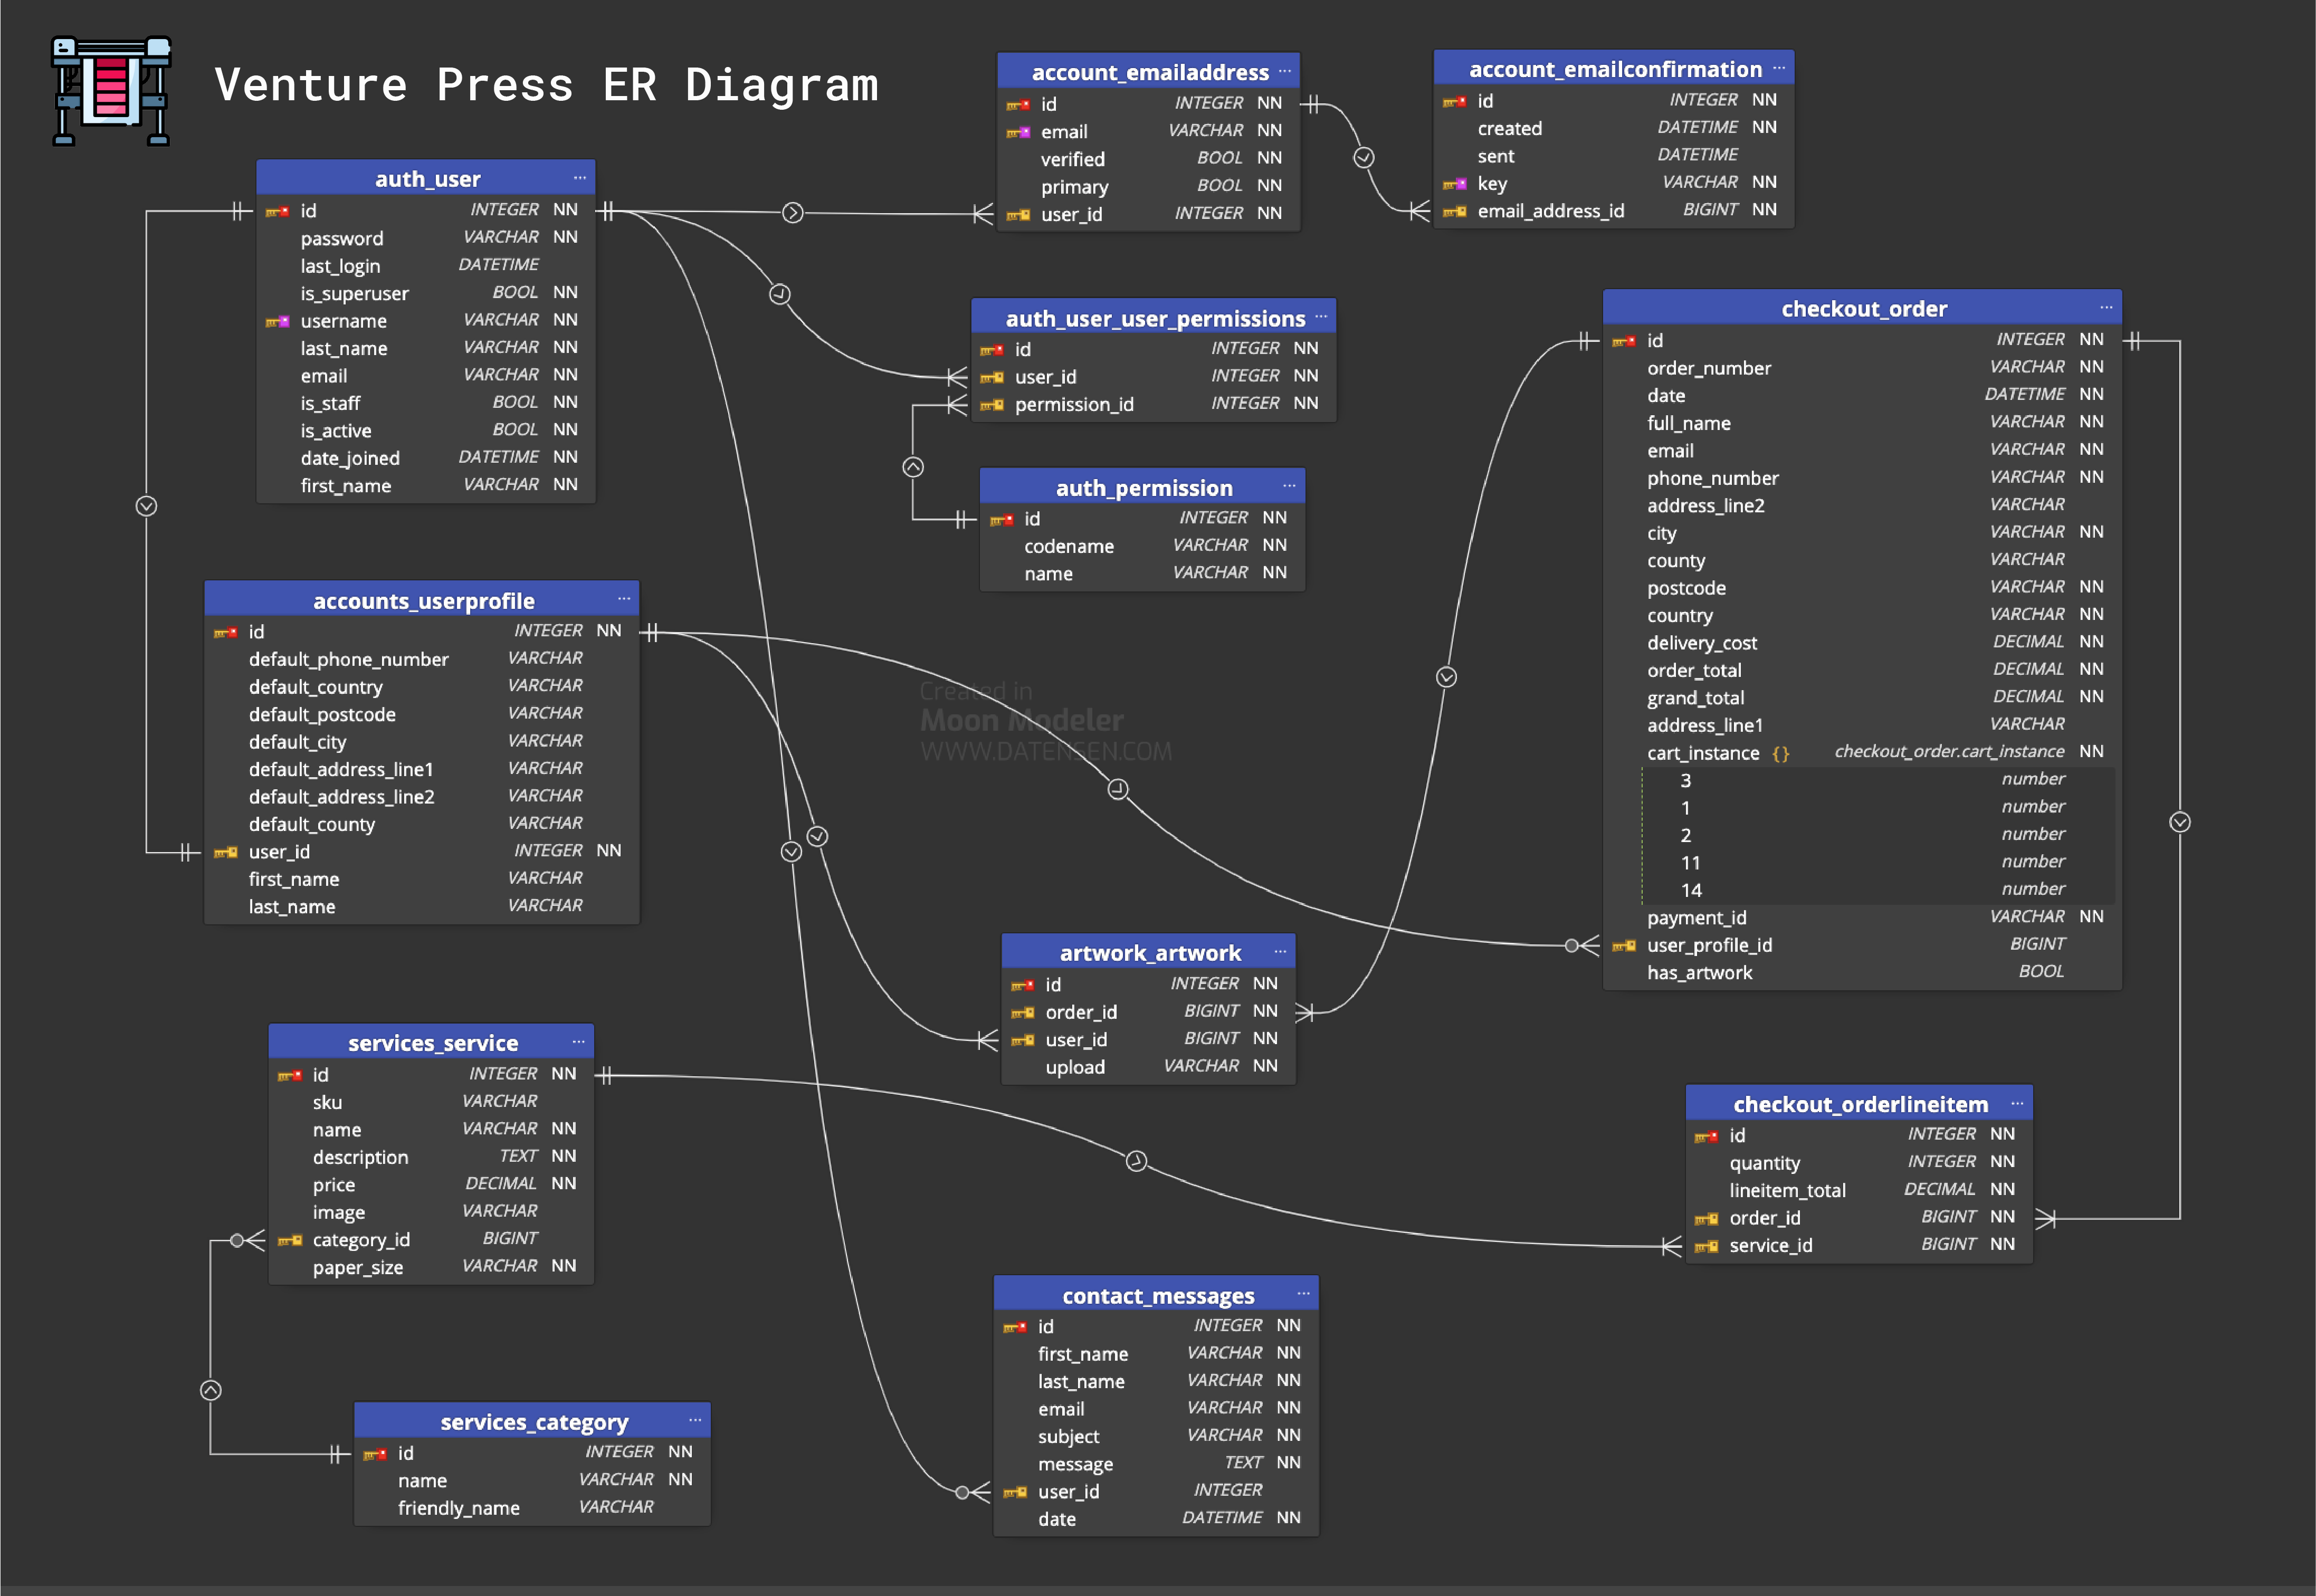 Venture Press ER Diagram
account_emailaddress ...
id INTEGER NN
email VARCHAR NN
verified BOOL NN
primary BOOL NN
user_id INTEGER NN
account_emailconfirmation ...
id INTEGER NN
created DATETIME NN
sent DATETIME
key VARCHAR NN
email_address_id BIGINT NN
auth_user ...
id INTEGER NN
password VARCHAR NN
last_login DATETIME
is_superuser BOOL NN
username VARCHAR NN
last_name VARCHAR NN
email VARCHAR NN
is_staff BOOL NN
is_active BOOL NN
date_joined DATETIME NN
first_name VARCHAR NN
auth_user_user_permissions ...
id INTEGER NN
user_id INTEGER NN
permission_id INTEGER NN
auth_permission ...
id INTEGER NN
codename VARCHAR NN
name VARCHAR NN
checkout_order ...
id INTEGER NN
order_number VARCHAR NN
date DATETIME NN
full_name VARCHAR NN
email VARCHAR NN
phone_number VARCHAR NN
address_line2 VARCHAR
city VARCHAR NN
county VARCHAR
postcode VARCHAR NN
country VARCHAR NN
delivery_cost DECIMAL NN
order_total DECIMAL NN
grand_total DECIMAL NN
address_line1 VARCHAR
cart_instance {} checkout_order.cart_instance NN
3 number
1 number
2 number
11 number
14 number
payment_id VARCHAR NN
user_profile_id BIGINT
has_artwork BOOL
accounts_userprofile ...
id INTEGER NN
default_phone_number VARCHAR
default_country VARCHAR
default_postcode VARCHAR
default_city VARCHAR
default_address_line1 VARCHAR
default_address_line2 VARCHAR
default_county VARCHAR
user_id INTEGER NN
first_name VARCHAR
last_name VARCHAR
Created in
Moon Modeler
WWW.DATENSEN.COM
artwork_artwork ...
id INTEGER NN
order_id BIGINT NN
user_id BIGINT NN
upload VARCHAR NN
services_service ...
id INTEGER NN
sku VARCHAR
name VARCHAR NN
description TEXT NN
price DECIMAL NN
image VARCHAR
category_id BIGINT
paper_size VARCHAR NN
checkout_orderlineitem ...
id INTEGER NN
quantity INTEGER NN
lineitem_total DECIMAL NN
order_id BIGINT NN
service_id BIGINT NN
contact_messages ...
id INTEGER NN
first_name VARCHAR NN
last_name VARCHAR NN
email VARCHAR NN
subject VARCHAR NN
message TEXT NN
user_id INTEGER
date DATETIME NN
services_category ...
id INTEGER NN
name VARCHAR NN
friendly_name VARCHAR